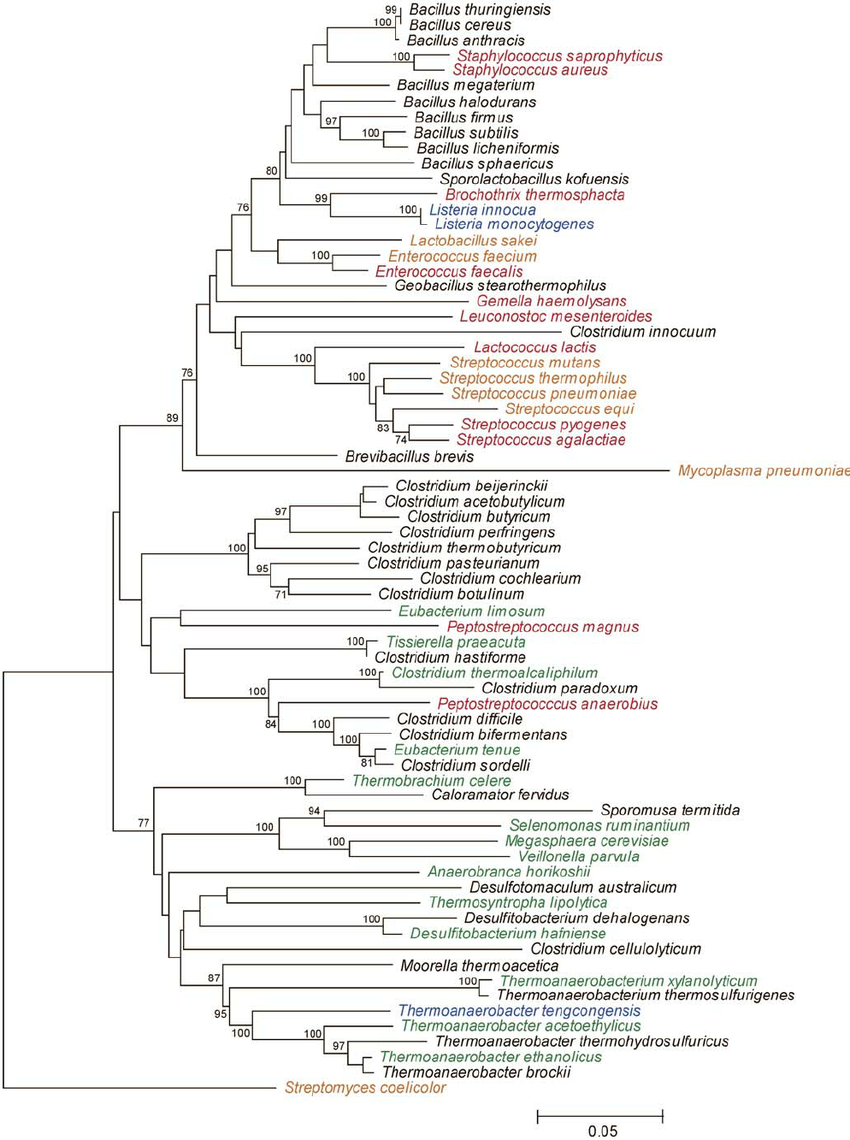 99
Bacillus thuringiensis
100
Bacillus cereus
Bacillus anthracis
100
Staphylococcus saprophyticus
Staphylococcus aureus
Bacillus megaterium
Bacillus halodurans
97
Bacillus firmus
100
Bacillus subtilis
Bacillus licheniformis
Bacillus sphaericus
80
Sporolactobacillus kofuensis
99
Brochothrix thermosphacta
100
Listeria innocua
Listeria monocytogenes
76
Lactobacillus sakei
100
Enterococcus faecium
Enterococcus faecalis
Geobacillus stearothermophilus
Gemella haemolysans
Leuconostoc mesenteroides
Clostridium innocuum
100
Lactococcus lactis
100
Streptococcus mutans
76
Streptococcus thermophilus
Streptococcus pneumoniae
Streptococcus equi
89
83
Streptococcus pyogenes
74
Streptococcus agalactiae
Brevibacillus brevis
Mycoplasma pneumoniae
Clostridium beijerinckii
Clostridium acetobutylicum
97
Clostridium butyricum
Clostridium perfringens
100
Clostridium thermobutyricum
95
Clostridium pasteurianum
Clostridium cochlearium
71
Clostridium botulinum
Eubacterium limosum
Peptostreptococcus magnus
100
Tissierella praeacuta
Clostridium hastiforme
100
Clostridium thermoalcaliphilum
100
Clostridium paradoxum
Peptostreptococccus anaerobius
84
100
Clostridium difficile
100
Clostridium bifermentans
Eubacterium tenue
81
Clostridium sordelli
100
Thermobrachium celere
Caloramator fervidus
94
Sporomusa termitida
77
100
Selenomonas ruminantium
100
Megasphaera cerevisiae
Veillonella parvula
Anaerobranca horikoshii
Desulfotomaculum australicum
Thermosyntropha lipolytica
100
Desulfitobacterium dehalogenans
Desulfitobacterium hafniense
Clostridium cellulolyticum
87
Moorella thermoacetica
100
Thermoanaerobacterium xylanolyticum
Thermoanaerobacterium thermosulfurigenes
95
Thermoanaerobacter tengcongensis
100
100
Thermoanaerobacter acetoethylicus
97
Thermoanaerobacter thermohydrosulfuricus
Thermoanaerobacter ethanolicus
Thermoanaerobacter brockii
Streptomyces coelicolor
0.05